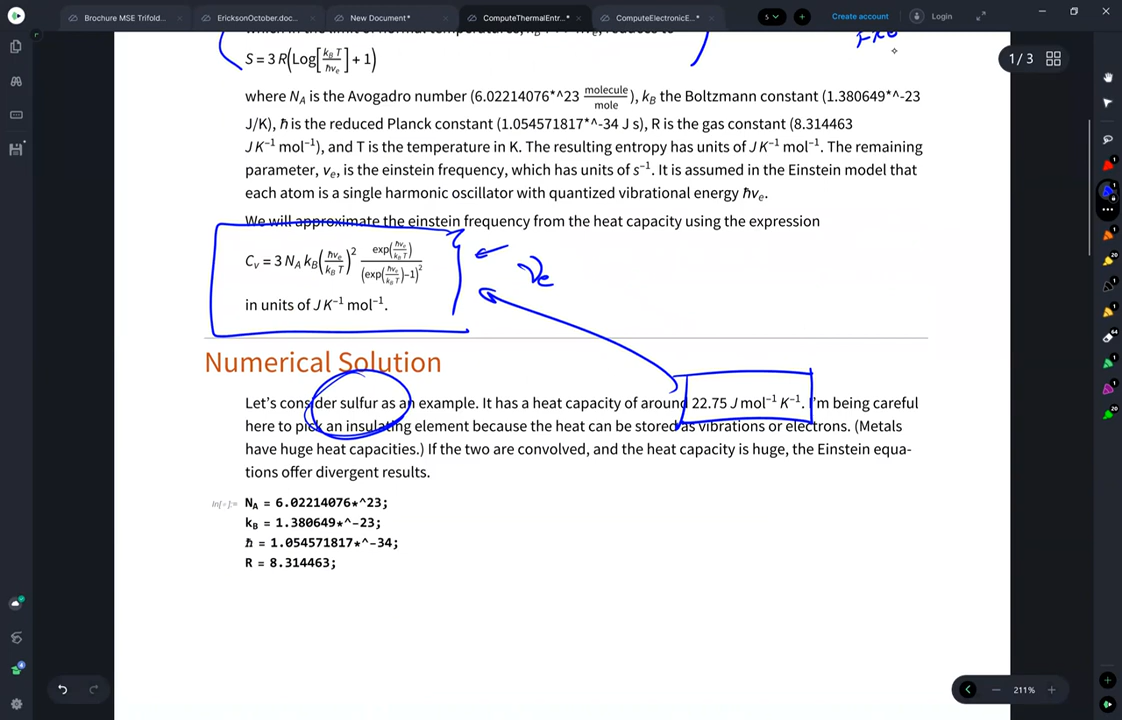 Brochure MSE Trifold...
EricksonOctober.doc...
New Document*
ComputeThermalEntr...*
ComputeElectronicE...*
5
Create account
Login
1/3
S = 3 R(Log[k_B T / ℏν_e] + 1)
where N_A is the Avogadro number (6.02214076*^23 molecule/mole), k_B the Boltzmann constant (1.380649*^-23
J/K), ℏ is the reduced Planck constant (1.054571817*^-34 J s), R is the gas constant (8.314463
J K⁻¹ mol⁻¹), and T is the temperature in K. The resulting entropy has units of J K⁻¹ mol⁻¹. The remaining
parameter, ν_e, is the einstein frequency, which has units of s⁻¹. It is assumed in the Einstein model that
each atom is a single harmonic oscillator with quantized vibrational energy ℏν_e.
We will approximate the einstein frequency from the heat capacity using the expression
C_v = 3 N_A k_B (ℏν_e / k_B T)² exp(ℏν_e / k_B T) / (exp(ℏν_e / k_B T)-1)²
ν_e
in units of J K⁻¹ mol⁻¹.
Numerical Solution
Let's consider sulfur as an example. It has a heat capacity of around 22.75 J mol⁻¹ K⁻¹. I'm being careful
here to pick an insulating element because the heat can be stored as vibrations or electrons. (Metals
have huge heat capacities.) If the two are convolved, and the heat capacity is huge, the Einstein equa-
tions offer divergent results.
In[•]:= N_A = 6.02214076*^23;
k_B = 1.380649*^-23;
ℏ = 1.054571817*^-34;
R = 8.314463;
211%